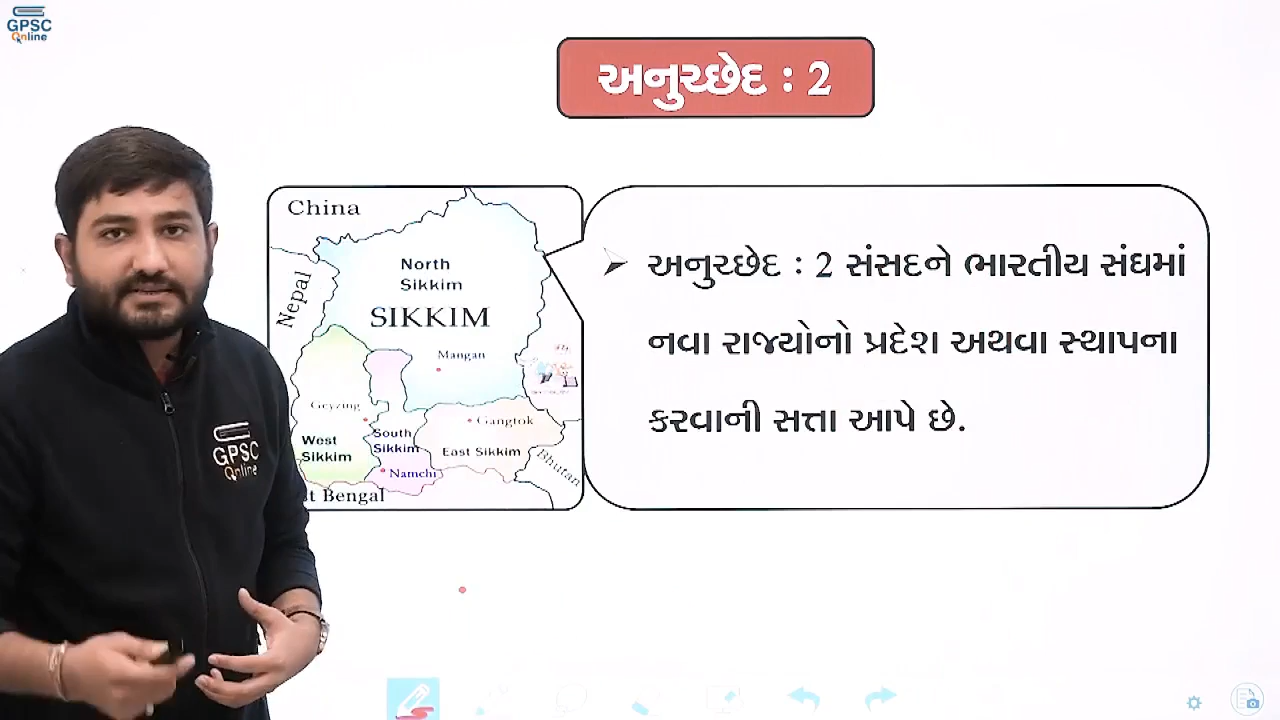 GPSC
Online
અનુચ્છેદ : 2
China
Nepal
North
Sikkim
SIKKIM
Mangan
Geyzing
Gangtok
West
Sikkim
South
Sikkim
East Sikkim
Namchi
Bhutan
t Bengal
➤ અનુચ્છેદ : 2 સંસદને ભારતીય સંઘમાં
નવા રાજ્યોનો પ્રદેશ અથવા સ્થાપના
કરવાની સત્તા આપે છે.
GPSC
Online